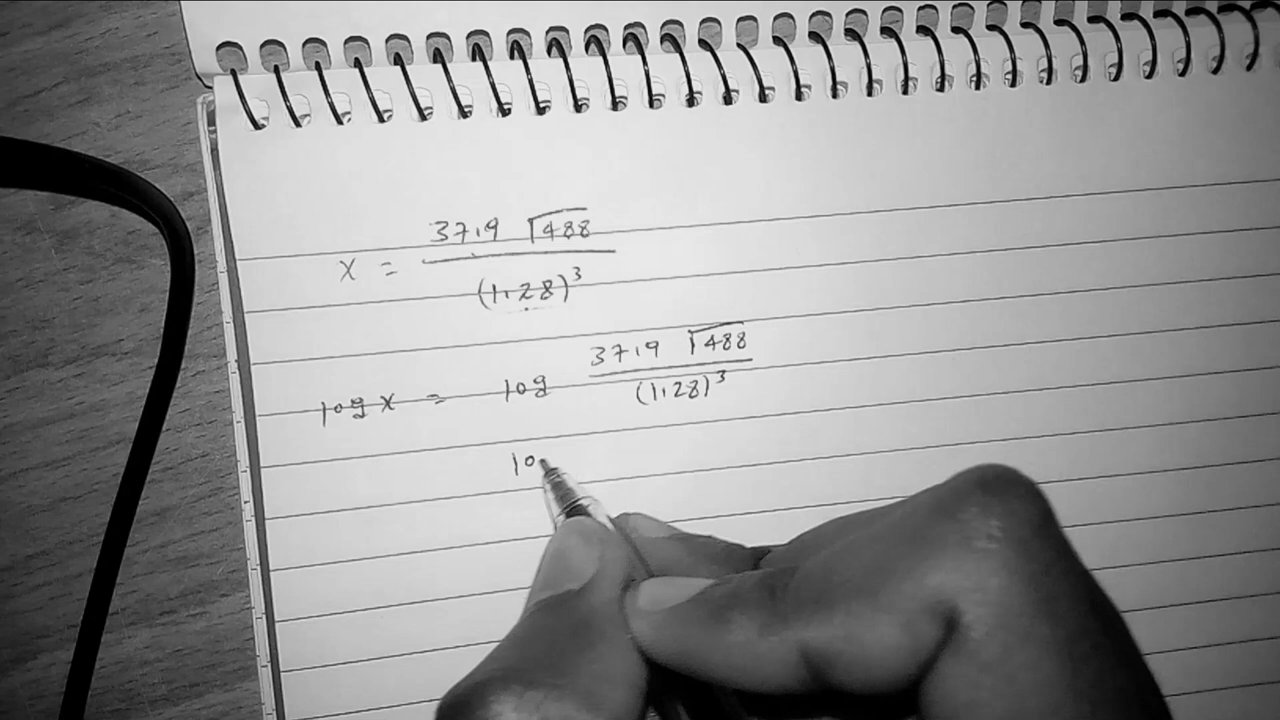 x = 37.9 √488 / (1.28)³
log x = log 37.9 √488 / (1.28)³
lo